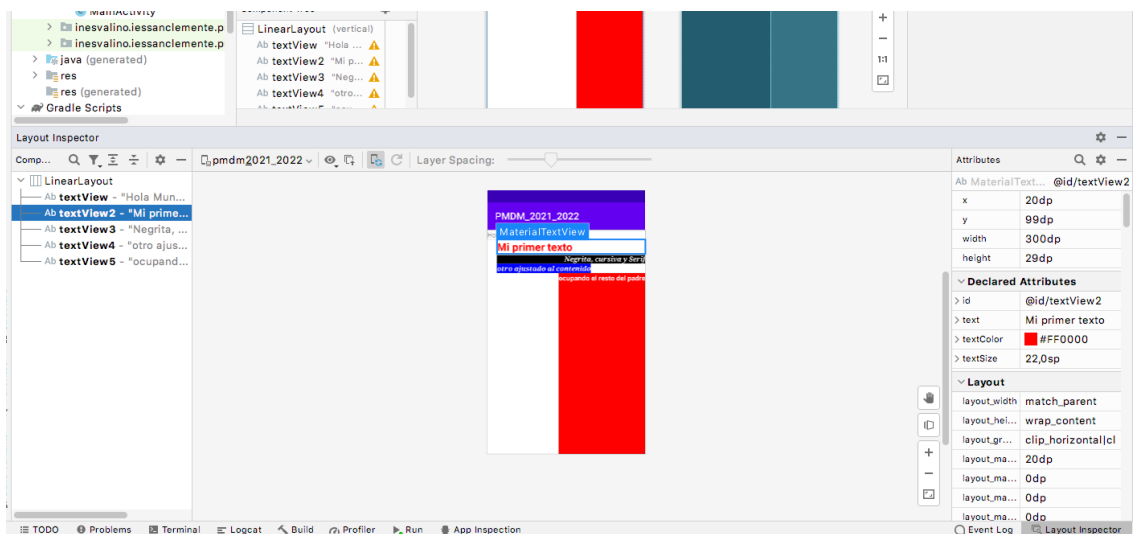 MainActivity
inesvalino.iessanclemente.p
inesvalino.iessanclemente.p
java (generated)
res
res (generated)
Gradle Scripts
LinearLayout (vertical)
Ab textView "Hola ...
Ab textView2 "Mi p...
Ab textView3 "Neg...
Ab textView4 "otro...
1:1
Layout Inspector
Comp...
pmdm2021_2022
Layer Spacing:
LinearLayout
Ab textView - "Hola Mun...
Ab textView2 - "Mi prime...
Ab textView3 - "Negrita, ...
Ab textView4 - "otro ajus...
Ab textView5 - "ocupand...
PMDM_2021_2022
MaterialTextView
Mi primer texto
Negrita, cursiva y Serif
otro ajustado al contenido
ocupando el resto del padre
Attributes
Ab MaterialText... @id/textView2
x 20dp
y 99dp
width 300dp
height 29dp
Declared Attributes
id @id/textView2
text Mi primer texto
textColor #FF0000
textSize 22,0sp
Layout
layout_width match_parent
layout_hei... wrap_content
layout_gr... clip_horizontal|cl
layout_ma... 20dp
layout_ma... 0dp
layout_ma... 0dp
layout_ma... 0dp
TODO Problems Terminal Logcat Build Profiler Run App Inspection Event Log Layout Inspector